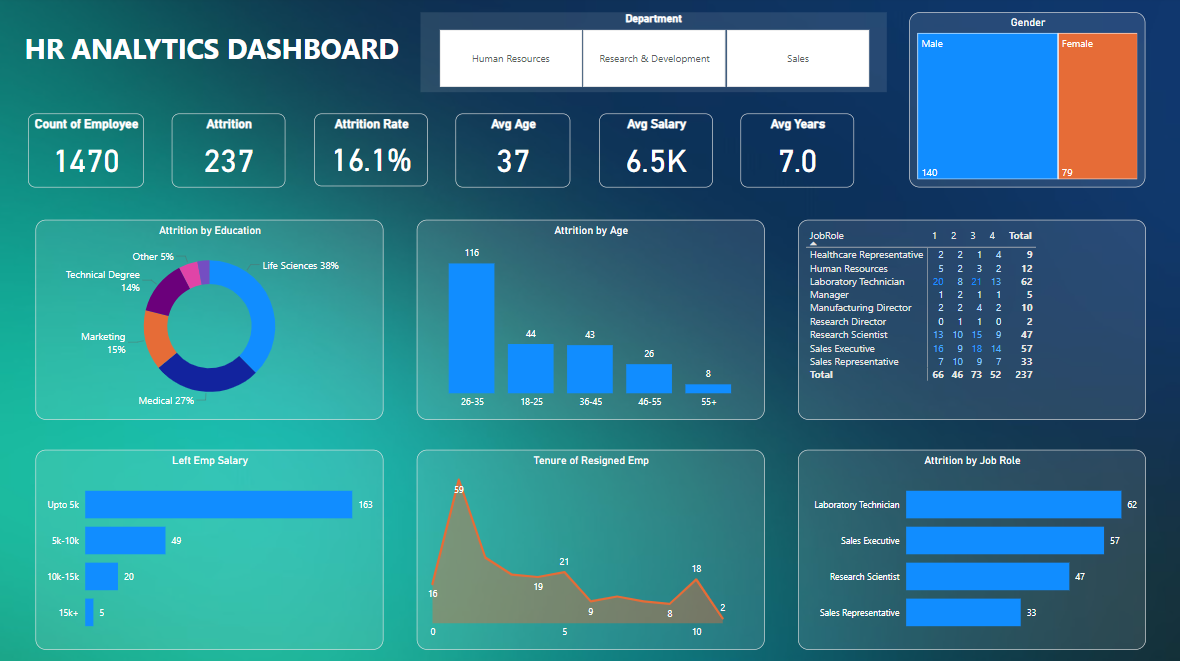 HR ANALYTICS DASHBOARD
Department
Human Resources
Research & Development
Sales
Gender
Male
Female
140
79
Count of Employee
1470
Attrition
237
Attrition Rate
16.1%
Avg Age
37
Avg Salary
6.5K
Avg Years
7.0
Attrition by Education
Other 5%
Life Sciences 38%
Technical Degree
14%
Marketing
15%
Medical 27%
Attrition by Age
116
44
43
26
8
26-35
18-25
36-45
46-55
55+
JobRole 1 2 3 4 Total
Healthcare Representative 2 2 1 4 9
Human Resources 5 2 3 2 12
Laboratory Technician 20 8 21 13 62
Manager 1 2 1 1 5
Manufacturing Director 2 2 4 2 10
Research Director 0 1 1 0 2
Research Scientist 13 10 15 9 47
Sales Executive 16 9 18 14 57
Sales Representative 7 10 9 7 33
Total 66 46 73 52 237
Left Emp Salary
Upto 5k 163
5k-10k 49
10k-15k 20
15k+ 5
Tenure of Resigned Emp
59
16
19
21
9
8
18
2
0
5
10
Attrition by Job Role
Laboratory Technician 62
Sales Executive 57
Research Scientist 47
Sales Representative 33